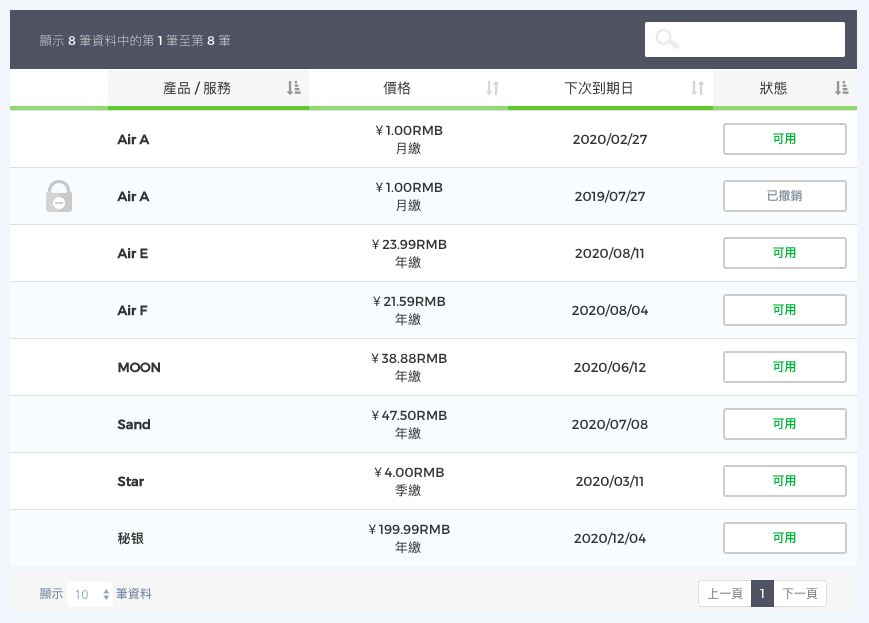 顯示 8 筆資料中的第 1 筆至第 8 筆
產品 / 服務 價格 下次到期日 狀態
Air A ¥ 1.00RMB 2020/02/27 可用
月繳
Air A ¥ 1.00RMB 2019/07/27 已撤銷
月繳
Air E ¥ 23.99RMB 2020/08/11 可用
年繳
Air F ¥ 21.59RMB 2020/08/04 可用
年繳
MOON ¥ 38.88RMB 2020/06/12 可用
年繳
Sand ¥ 47.50RMB 2020/07/08 可用
年繳
Star ¥ 4.00RMB 2020/03/11 可用
季繳
秘银 ¥ 199.99RMB 2020/12/04 可用
年繳
顯示 10 筆資料 上一頁 1 下一頁